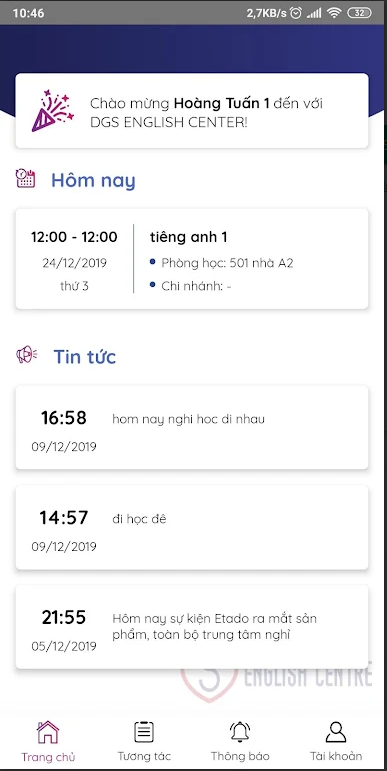 10:46 2,7KB/s 32
Chào mừng Hoàng Tuấn 1 đến với
DGS ENGLISH CENTER!
Hôm nay
12:00 - 12:00
24/12/2019
thứ 3
tiếng anh 1
Phòng học: 501 nhà A2
Chi nhánh: -
Tin tức
16:58
09/12/2019
hom nay nghi hoc di nhau
14:57
09/12/2019
đi học đê
21:55
05/12/2019
Hôm nay sự kiện Etado ra mắt sản
phẩm, toàn bộ trung tâm nghỉ
ENGLISH CENTRE
Trang chủ Tương tác Thông báo Tài khoản